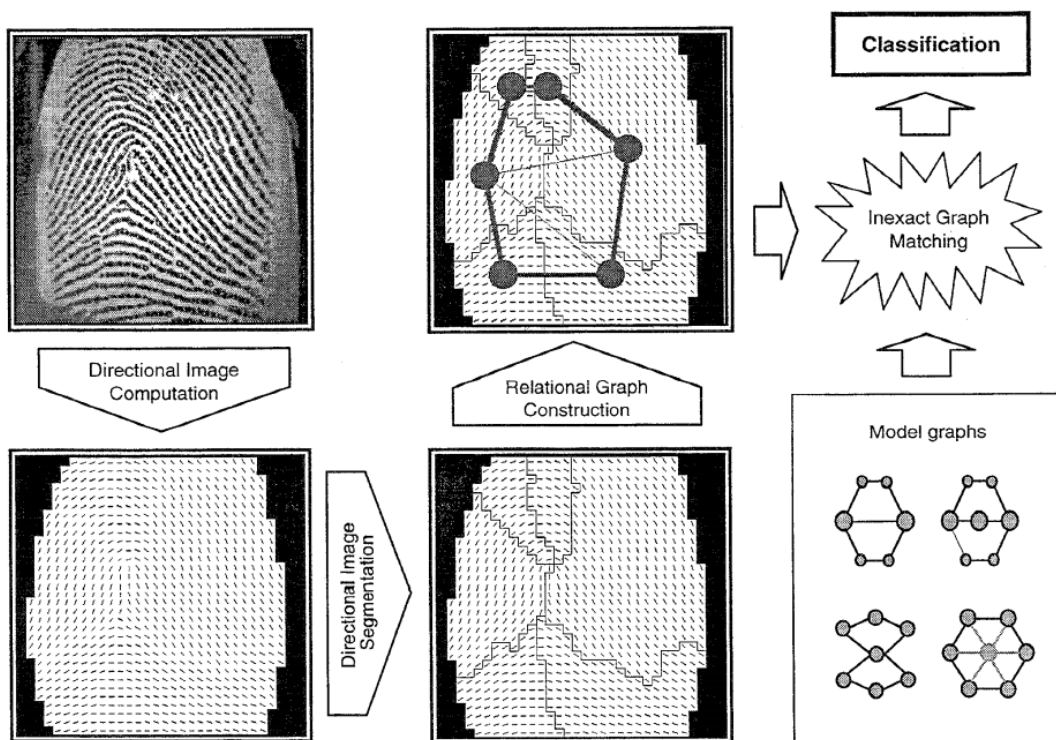 Classification
Inexact Graph
Matching
Directional Image
Computation
Relational Graph
Construction
Model graphs
Directional Image
Segmentation